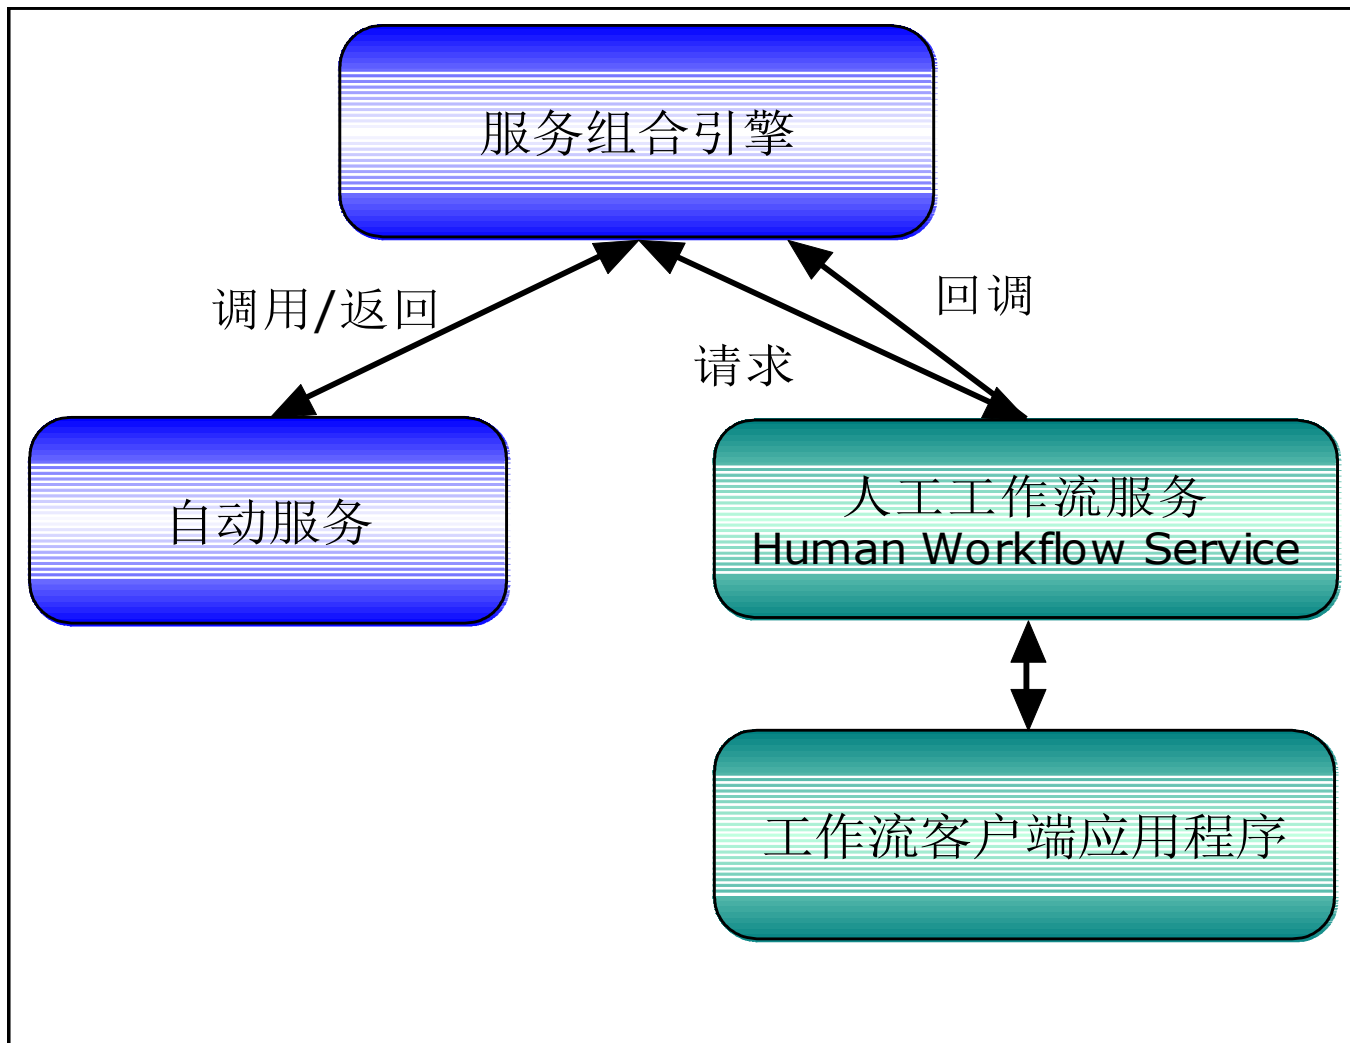 服务组合引擎
调用/返回
回调
请求
自动服务
人工工作流服务
Human Workflow Service
工作流客户端应用程序